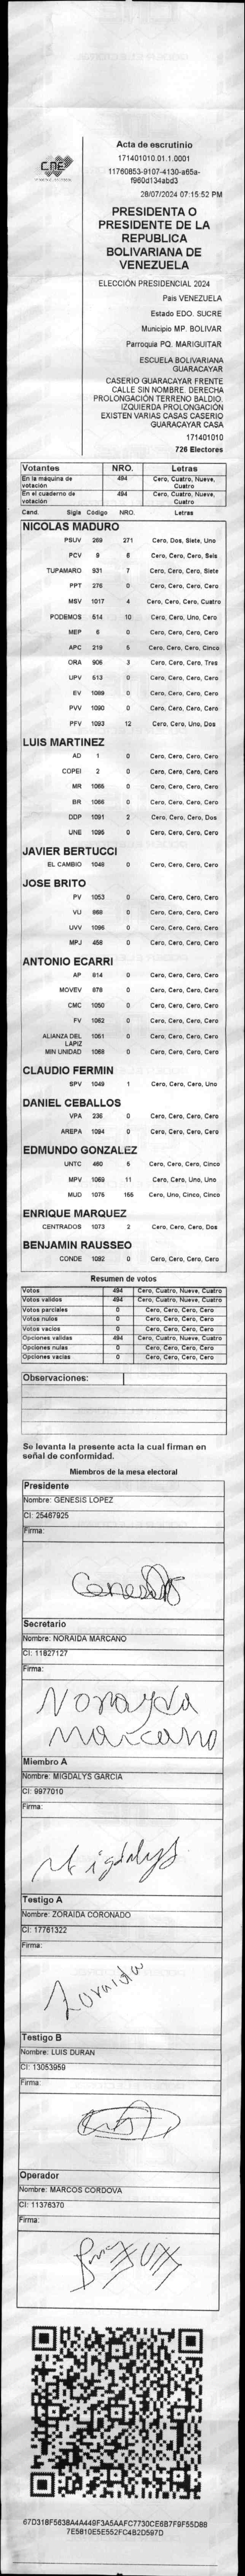 CNE
Acta de escrutinio
171401010.01.1.0001
11760853-9107-4130-a65a-
f960d134abd3
28/07/2024 07:15:52 PM
PRESIDENTA O
PRESIDENTE DE LA
REPUBLICA
BOLIVARIANA DE
VENEZUELA
ELECCIÓN PRESIDENCIAL 2024
Pais VENEZUELA
Estado EDO. SUCRE
Municipio MP. BOLIVAR
Parroquia PQ. MARIGUITAR
ESCUELA BOLIVARIANA
GUARACAYAR
CASERIO GUARACAYAR FRENTE
CALLE SIN NOMBRE. DERECHA
PROLONGACIÓN TERRENO BALDIO.
IZQUIERDA PROLONGACIÓN
EXISTEN VARIAS CASAS CASERIO
GUARACAYAR CASA
171401010
726 Electores
Votantes NRO. Letras
En la máquina de votación 494 Cero, Cuatro, Nueve, Cuatro
En el cuaderno de votación 494 Cero, Cuatro, Nueve, Cuatro
Cand. Sigla Código NRO. Letras
NICOLAS MADURO
PSUV 269 271 Cero, Dos, Siete, Uno
PCV 9 6 Cero, Cero, Cero, Seis
TUPAMARO 931 7 Cero, Cero, Cero, Siete
PPT 276 0 Cero, Cero, Cero, Cero
MSV 1017 4 Cero, Cero, Cero, Cuatro
PODEMOS 514 10 Cero, Cero, Uno, Cero
MEP 6 0 Cero, Cero, Cero, Cero
APC 219 5 Cero, Cero, Cero, Cinco
ORA 906 3 Cero, Cero, Cero, Tres
UPV 613 0 Cero, Cero, Cero, Cero
EV 1089 0 Cero, Cero, Cero, Cero
PVV 1090 0 Cero, Cero, Cero, Cero
PFV 1093 12 Cero, Cero, Uno, Dos
LUIS MARTINEZ
AD 1 0 Cero, Cero, Cero, Cero
COPEI 2 0 Cero, Cero, Cero, Cero
MR 1065 0 Cero, Cero, Cero, Cero
BR 1066 0 Cero, Cero, Cero, Cero
DDP 1091 2 Cero, Cero, Cero, Dos
UNE 1095 0 Cero, Cero, Cero, Cero
JAVIER BERTUCCI
EL CAMBIO 1048 0 Cero, Cero, Cero, Cero
JOSE BRITO
PV 1053 0 Cero, Cero, Cero, Cero
VU 868 0 Cero, Cero, Cero, Cero
UVV 1096 0 Cero, Cero, Cero, Cero
MPJ 458 0 Cero, Cero, Cero, Cero
ANTONIO ECARRI
AP 814 0 Cero, Cero, Cero, Cero
MOVEV 878 0 Cero, Cero, Cero, Cero
CMC 1050 0 Cero, Cero, Cero, Cero
FV 1062 0 Cero, Cero, Cero, Cero
ALIANZA DEL LAPIZ 1061 0 Cero, Cero, Cero, Cero
MIN UNIDAD 1068 0 Cero, Cero, Cero, Cero
CLAUDIO FERMIN
SPV 1049 1 Cero, Cero, Cero, Uno
DANIEL CEBALLOS
VPA 236 0 Cero, Cero, Cero, Cero
AREPA 1094 0 Cero, Cero, Cero, Cero
EDMUNDO GONZALEZ
UNTC 460 5 Cero, Cero, Cero, Cinco
MPV 1069 11 Cero, Cero, Uno, Uno
MUD 1075 155 Cero, Uno, Cinco, Cinco
ENRIQUE MARQUEZ
CENTRADOS 1073 2 Cero, Cero, Cero, Dos
BENJAMIN RAUSSEO
CONDE 1092 0 Cero, Cero, Cero, Cero
Resumen de votos
Votos 494 Cero, Cuatro, Nueve, Cuatro
Votos validos 494 Cero, Cuatro, Nueve, Cuatro
Votos parciales 0 Cero, Cero, Cero, Cero
Votos nulos 0 Cero, Cero, Cero, Cero
Votos vacios 0 Cero, Cero, Cero, Cero
Opciones validas 494 Cero, Cuatro, Nueve, Cuatro
Opciones nulas 0 Cero, Cero, Cero, Cero
Opciones vacias 0 Cero, Cero, Cero, Cero
Observaciones:
Se levanta la presente acta la cual firman en
señal de conformidad.
Miembros de la mesa electoral
Presidente
Nombre: GENESIS LOPEZ
CI: 25467925
Firma:
Genesis
Secretario
Nombre: NORAIDA MARCANO
CI: 11827127
Firma:
Norayda
Marcano
Miembro A
Nombre: MIGDALYS GARCIA
CI: 9977010
Firma:
Migdalys
Testigo A
Nombre: ZORAIDA CORONADO
CI: 17761322
Firma:
Zoraida
Testigo B
Nombre: LUIS DURAN
CI: 13053959
Firma:
Operador
Nombre: MARCOS CORDOVA
CI: 11376370
Firma:
67D318F5638A4A449F3A5AAFC7730CE6B7F9F55D88
7E5810E5E552FC4B2D597D